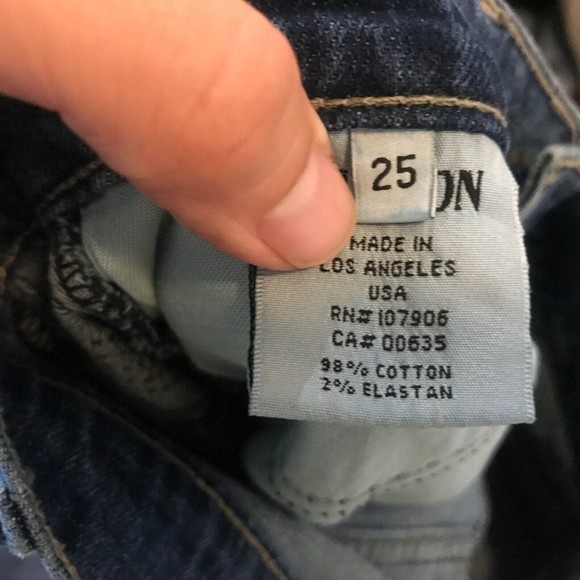 25
MADE IN
LOS ANGELES
USA
RN# 107906
CA# 00635
98% COTTON
2% ELASTAN